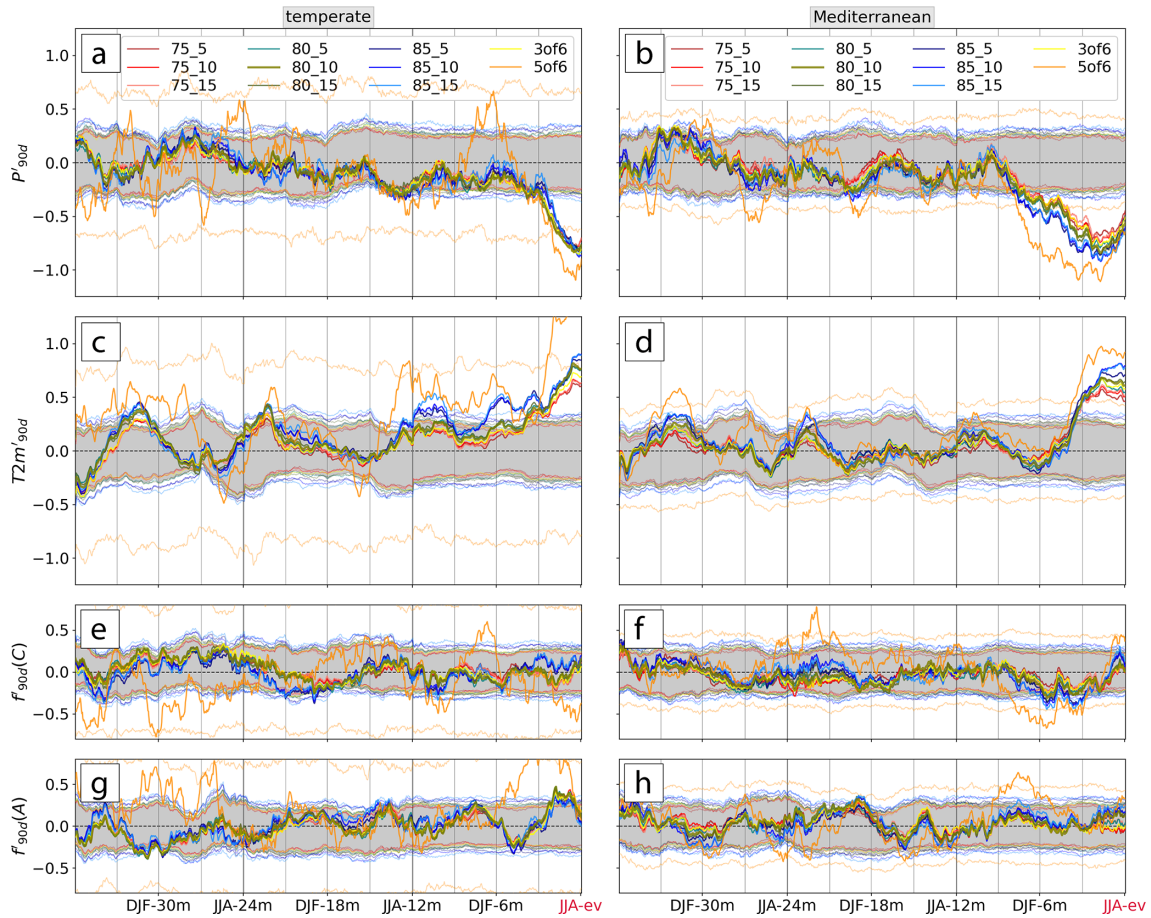 temperate
Mediterranean
a
75_5 80_5 85_5 3of6
75_10 80_10 85_10 5of6
75_15 80_15 85_15
b
75_5 80_5 85_5 3of6
75_10 80_10 85_10 5of6
75_15 80_15 85_15
1.0
0.5
0.0
−0.5
−1.0
P'90d
c
d
1.0
0.5
0.0
−0.5
−1.0
T2m'90d
e
f
0.5
0.0
−0.5
f'90d(C)
g
h
0.5
0.0
−0.5
f'90d(A)
DJF-30m JJA-24m DJF-18m JJA-12m DJF-6m JJA-ev
DJF-30m JJA-24m DJF-18m JJA-12m DJF-6m JJA-ev